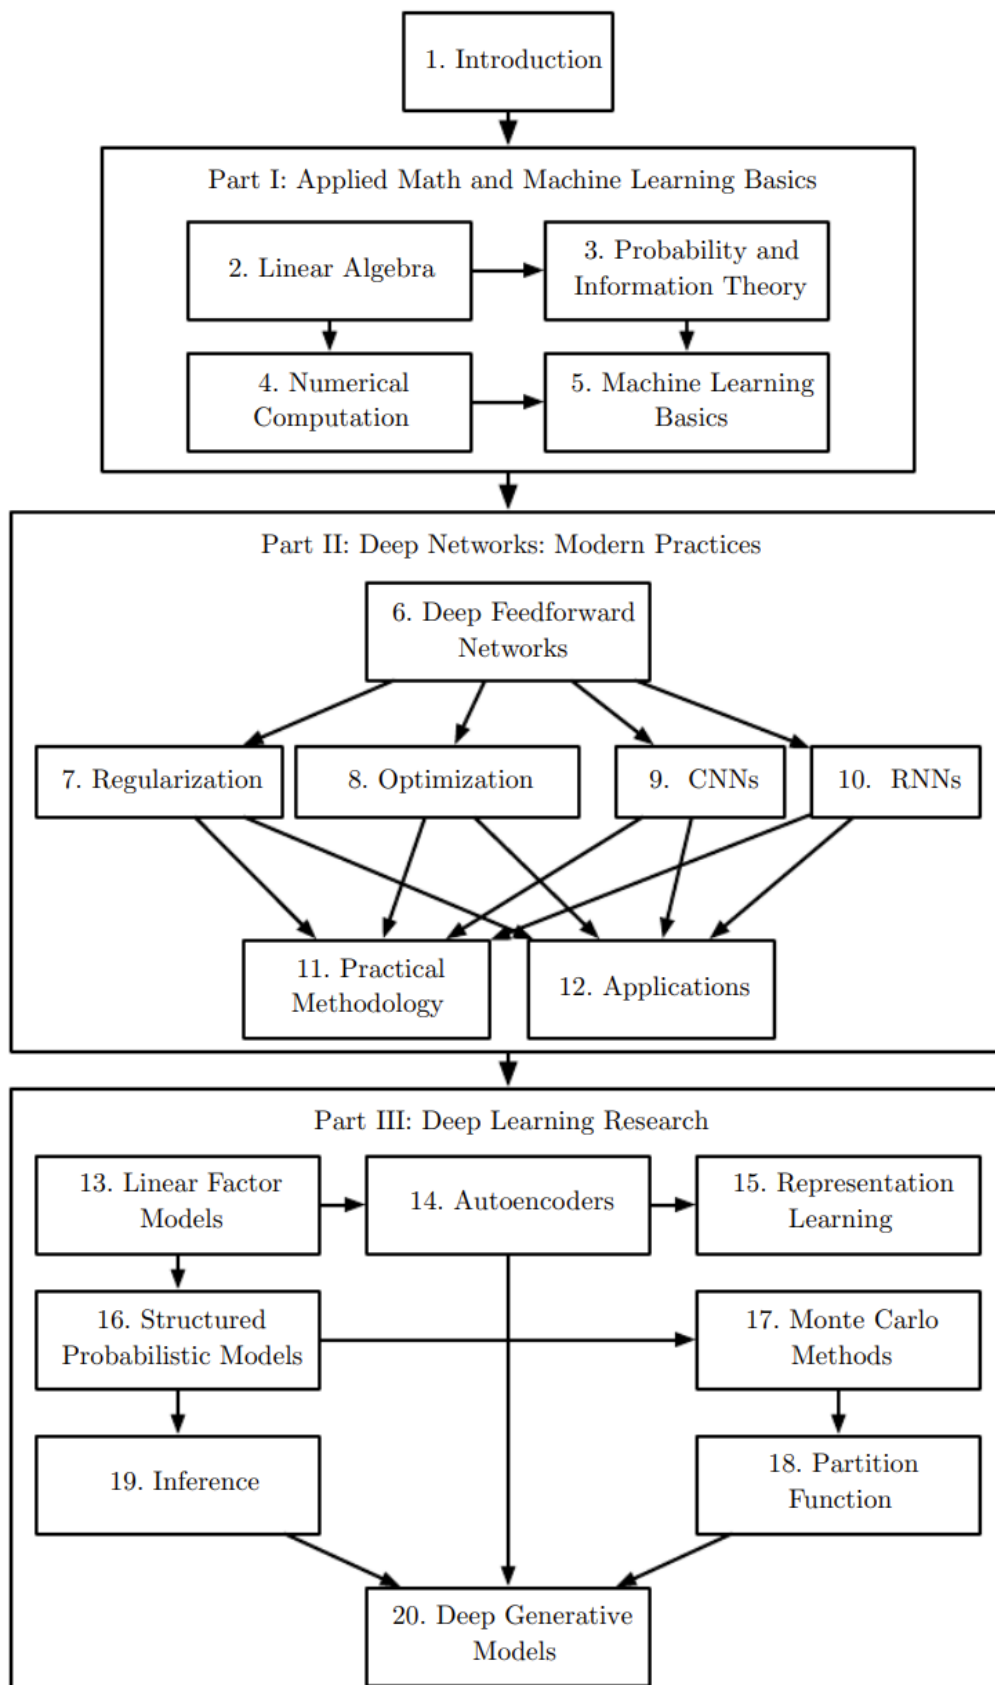 1. Introduction
Part I: Applied Math and Machine Learning Basics
2. Linear Algebra
3. Probability and
Information Theory
4. Numerical
Computation
5. Machine Learning
Basics
Part II: Deep Networks: Modern Practices
6. Deep Feedforward
Networks
7. Regularization
8. Optimization
9. CNNs
10. RNNs
11. Practical
Methodology
12. Applications
Part III: Deep Learning Research
13. Linear Factor
Models
14. Autoencoders
15. Representation
Learning
16. Structured
Probabilistic Models
17. Monte Carlo
Methods
19. Inference
18. Partition
Function
20. Deep Generative
Models